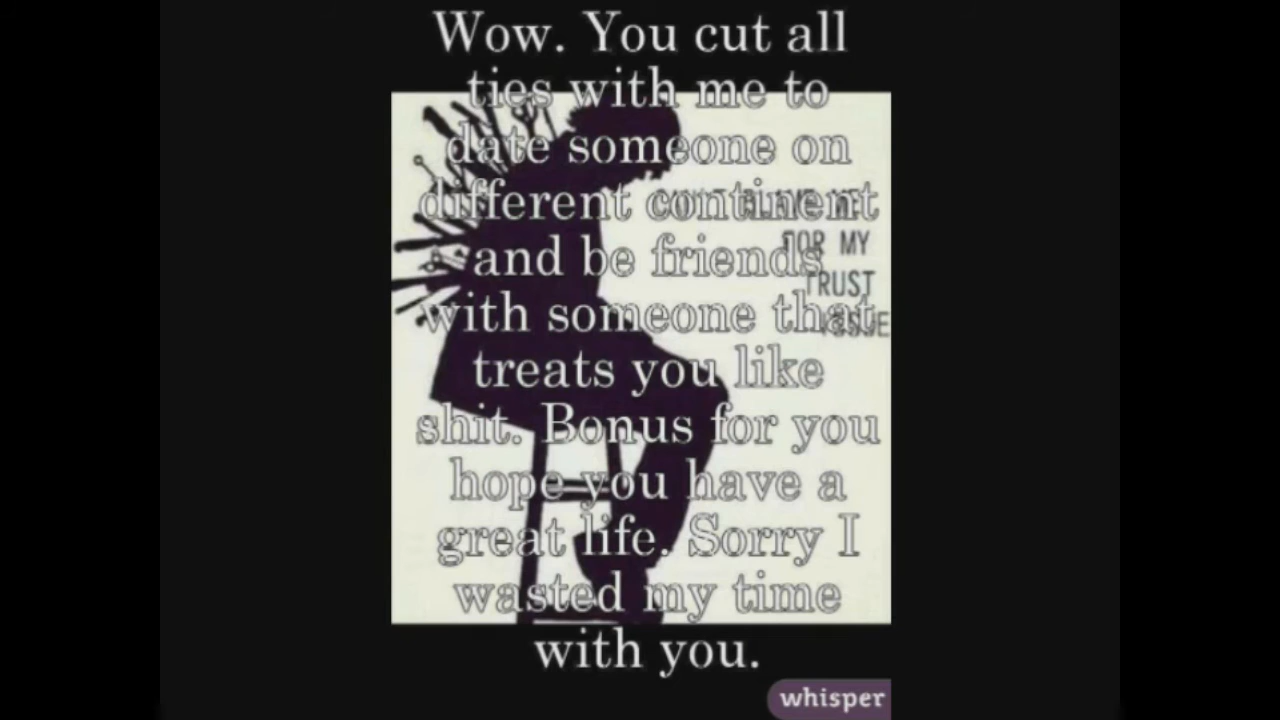 Wow. You cut all
ties with me to
date someone on
different continent
and be friends
with someone that
treats you like
shit. Bonus for you
hope you have a
great life. Sorry I
wasted my time
with you.
FOR MY
TRUST
whisper